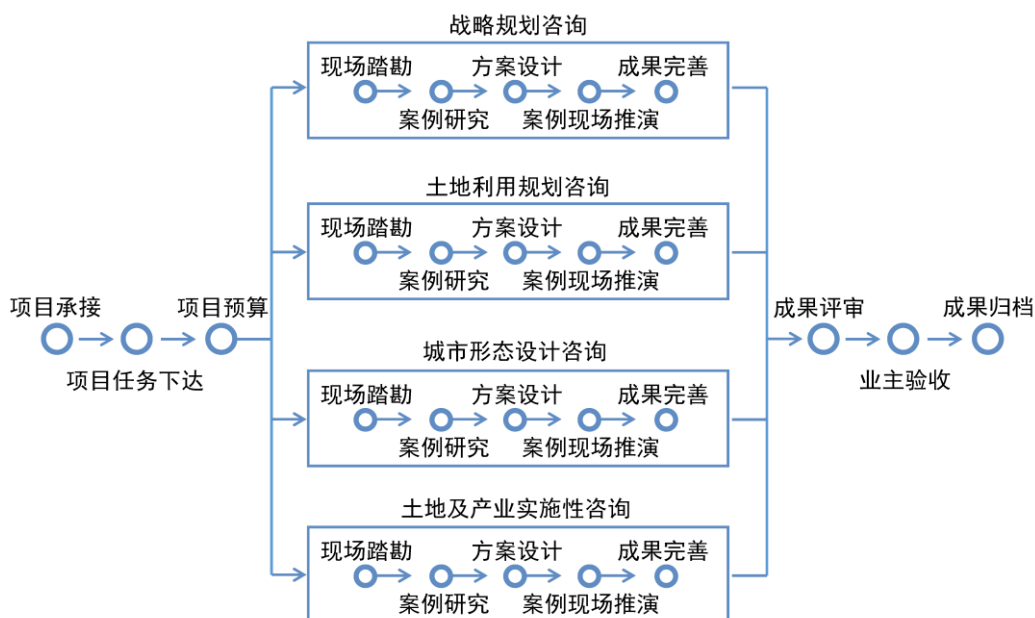 战略规划咨询
现场踏勘 方案设计 成果完善
案例研究 案例现场推演
土地利用规划咨询
现场踏勘 方案设计 成果完善
案例研究 案例现场推演
项目承接 项目预算
项目任务下达
成果评审 成果归档
业主验收
城市形态设计咨询
现场踏勘 方案设计 成果完善
案例研究 案例现场推演
土地及产业实施性咨询
现场踏勘 方案设计 成果完善
案例研究 案例现场推演